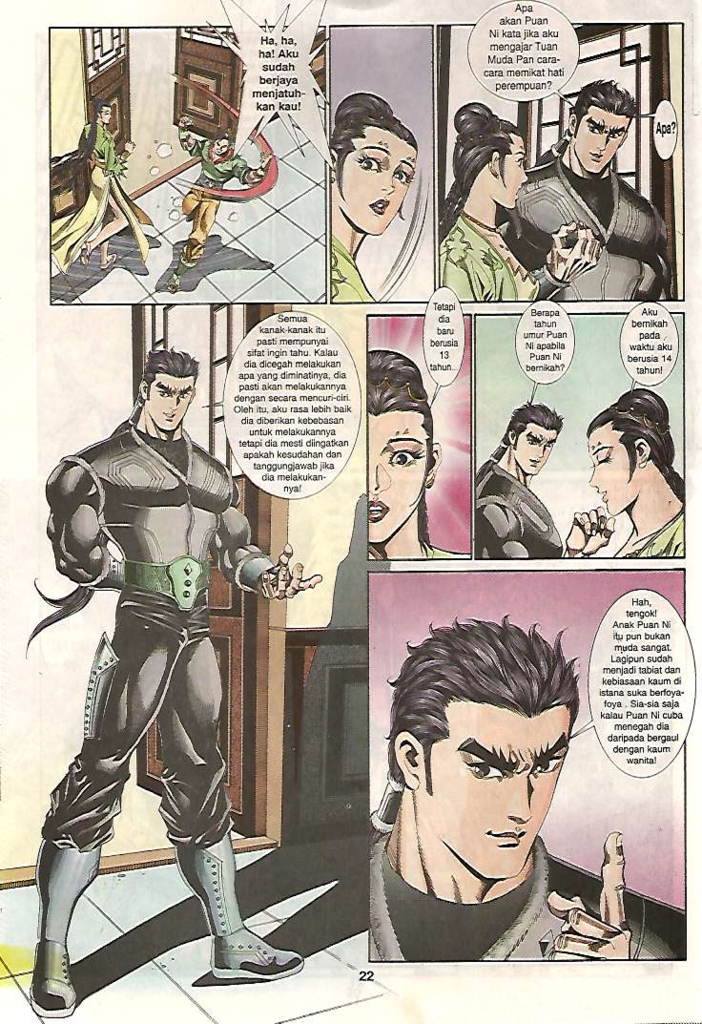 Ha, ha,
ha! Aku
sudah
berjaya
menjatuh-
kan kau!
Apa
akan Puan
Ni kata jika aku
mengajar Tuan
Muda Pan cara-
cara memikat hati
perempuan?
Apa?
Semua
kanak-kanak itu
pasti mempunyai
sifat ingin tahu. Kalau
dia dicegah melakukan
apa yang diminatinya, dia
pasti akan melakukannya
dengan secara mencuri-ciri.
Oleh itu, aku rasa lebih baik
dia diberikan kebebasan
untuk melakukannya
tetapi dia mesti diingatkan
apakah kesudahan dan
tanggungjawab jika
dia melakukan-
nya!
Tetapi
dia baru
berusia
13
tahun...
Berapa
tahun
umur Puan
Ni apabila
Puan Ni
bernikah?
Aku
bernikah
pada
waktu aku
berusia 14
tahun!
Hah,
tengok!
Anak Puan Ni
itu pun bukan
muda sangat.
Lagipun sudah
menjadi tabiat dan
kebiasaan kaum di
istana suka berfoya-
foya . Sia-sia saja
kalau Puan Ni cuba
menegah dia
daripada bergaul
dengan kaum
wanita!
22